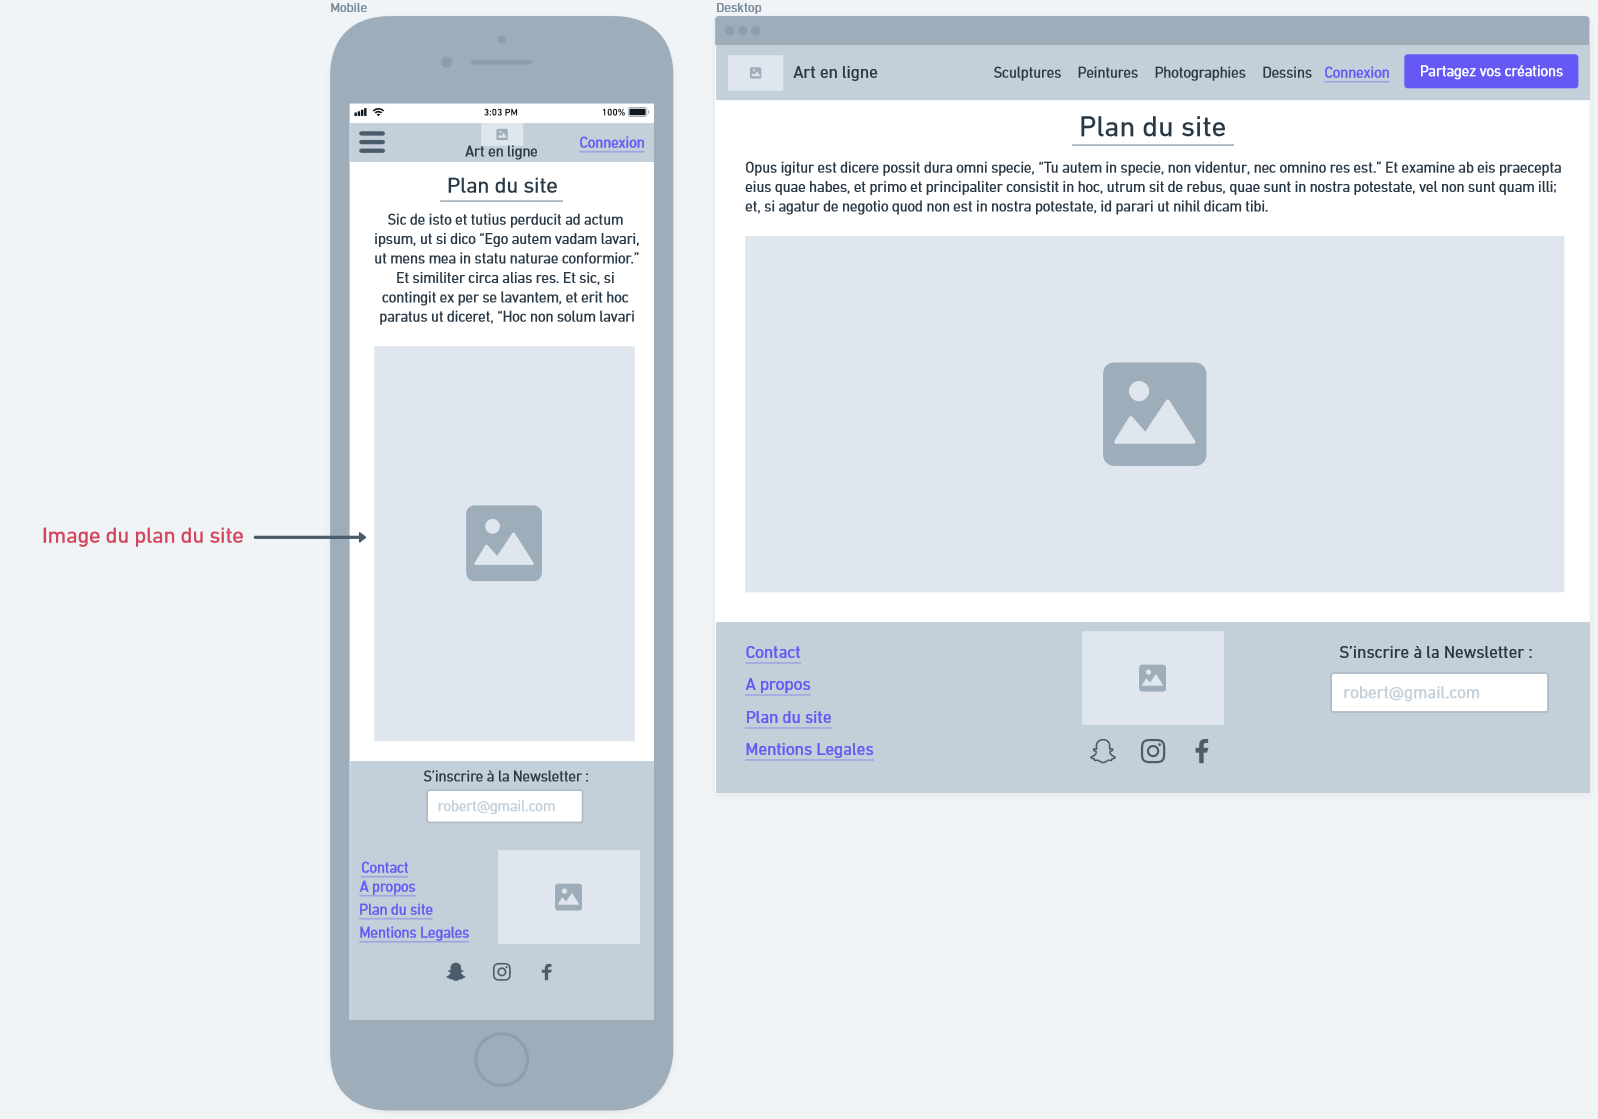 Mobile
3:03 PM
100%
Art en ligne
Connexion
Plan du site
Sic de isto et tutius perducit ad actum
ipsum, ut si dico “Ego autem vadam lavari,
ut mens mea in statu naturae conformior.”
Et similiter circa alias res. Et sic, si
contingit ex per se lavantem, et erit hoc
paratus ut diceret, “Hoc non solum lavari
Image du plan du site
S'inscrire à la Newsletter :
robert@gmail.com
Contact
A propos
Plan du site
Mentions Legales
Desktop
Art en ligne
Sculptures Peintures Photographies Dessins Connexion Partagez vos créations
Plan du site
Opus igitur est dicere possit dura omni specie, “Tu autem in specie, non videntur, nec omnino res est.” Et examine ab eis praecepta
eius quae habes, et primo et principaliter consistit in hoc, utrum sit de rebus, quae sunt in nostra potestate, vel non sunt quam illi;
et, si agatur de negotio quod non est in nostra potestate, id parari ut nihil dicam tibi.
Contact
A propos
Plan du site
Mentions Legales
S'inscrire à la Newsletter :
robert@gmail.com